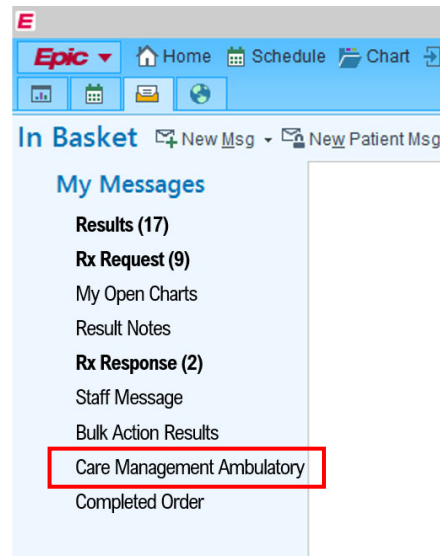 E
Epic Home Schedule Chart
In Basket New Msg New Patient Msg
My Messages
Results (17)
Rx Request (9)
My Open Charts
Result Notes
Rx Response (2)
Staff Message
Bulk Action Results
Care Management Ambulatory
Completed Order